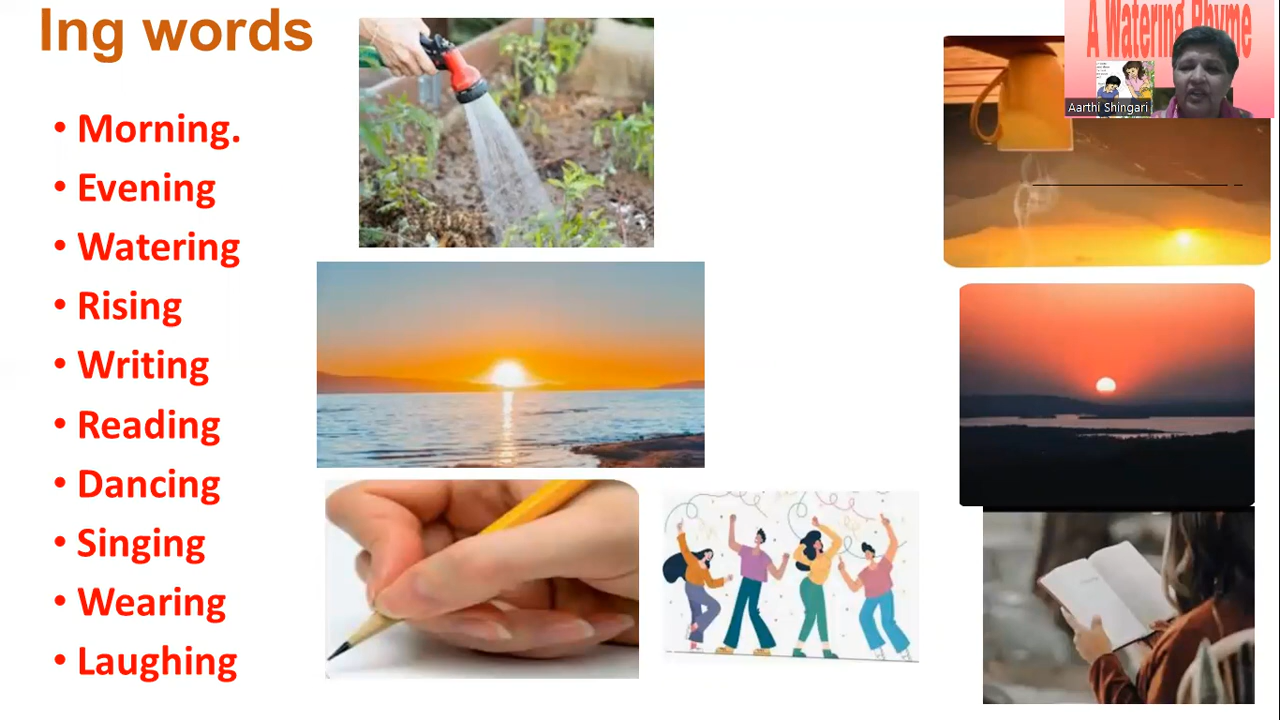 Ing words
• Morning.
• Evening
• Watering
• Rising
• Writing
• Reading
• Dancing
• Singing
• Wearing
• Laughing
A Watering Rhyme
Aarthi Shingari